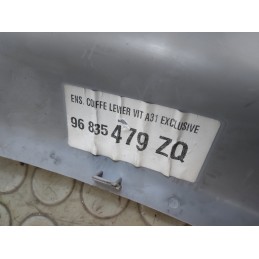 ENS. COIFFE LEVIER VIT A31 EXCLUSIVE
96 835 479 ZQ